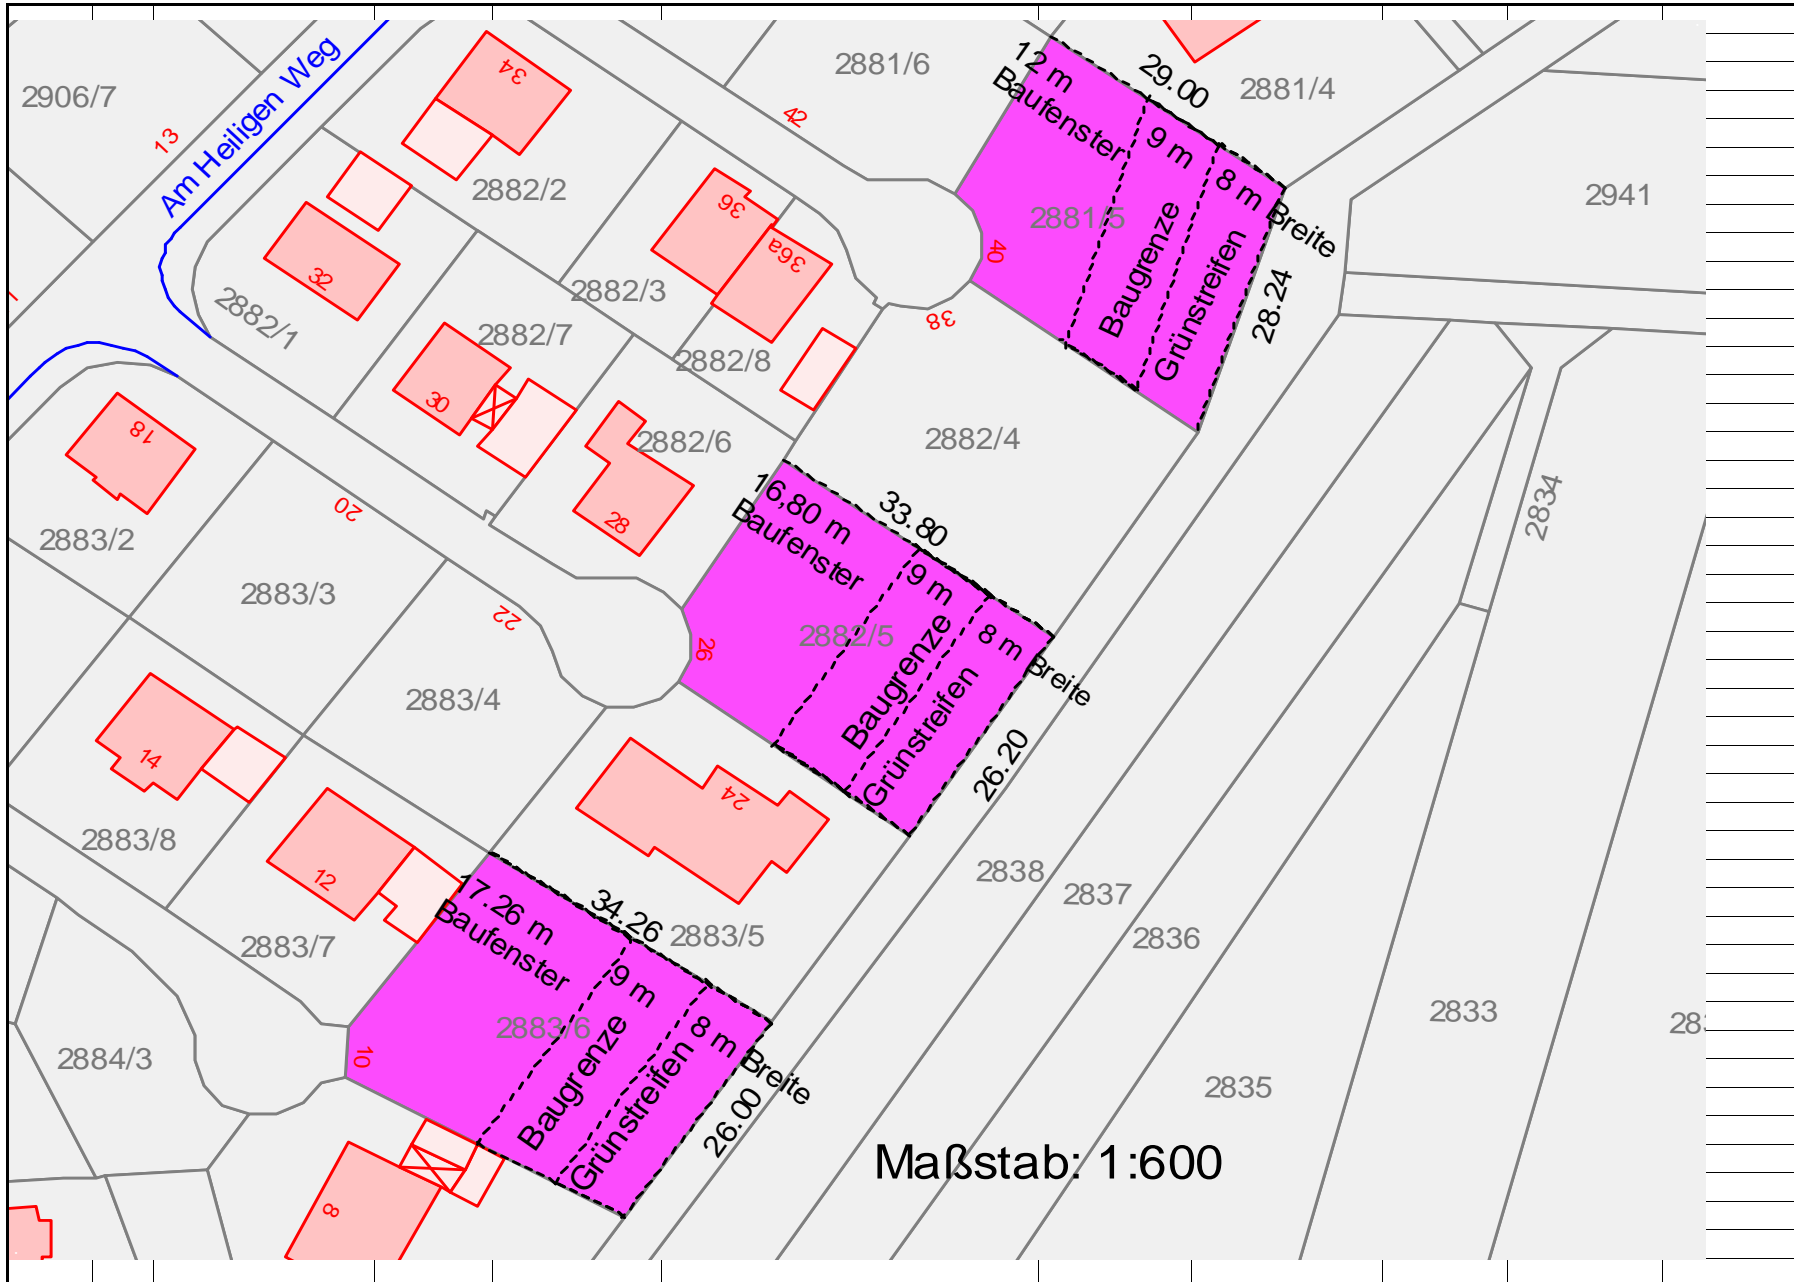 2906/7
13
Am Heiligen Weg
34
2881/6
42
12 m
Baufenster
29.00
2881/4
9 m
8 m Breite
2881/5
Baugrenze
Grünstreifen
28.24
40
2941
2882/2
32
2882/1
36
36a
2882/3
2882/7
2882/8
38
30
2882/6
28
2882/4
18
2883/2
20
2883/3
22
16,80 m
Baufenster
33.80
9 m
8 m Breite
2882/5
Baugrenze
Grünstreifen
26.20
26
2834
2883/4
14
2883/8
12
2883/7
24
2883/5
17.26 m
Baufenster
34.26
9 m
8 m Breite
2883/6
Baugrenze
Grünstreifen
26.00
10
2884/3
8
2838
2837
2836
2835
2833
Maßstab: 1:600